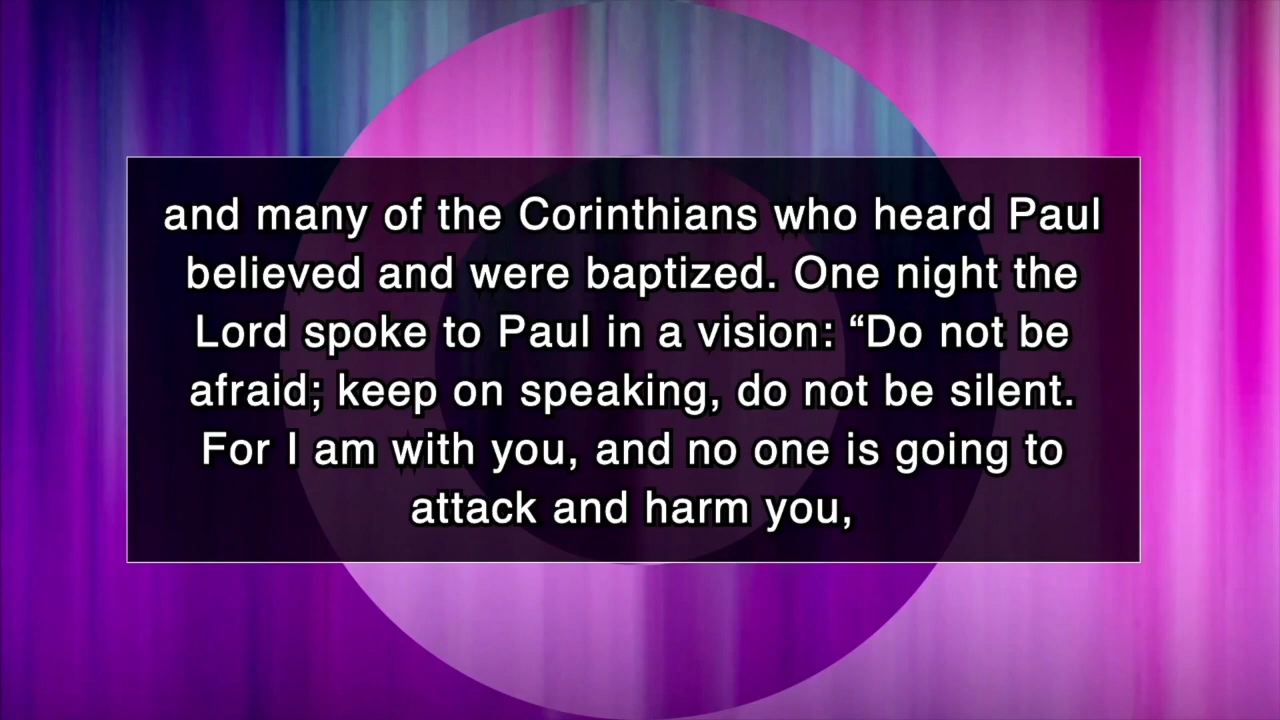 and many of the Corinthians who heard Paul
believed and were baptized. One night the
Lord spoke to Paul in a vision: “Do not be
afraid; keep on speaking, do not be silent.
For I am with you, and no one is going to
attack and harm you,